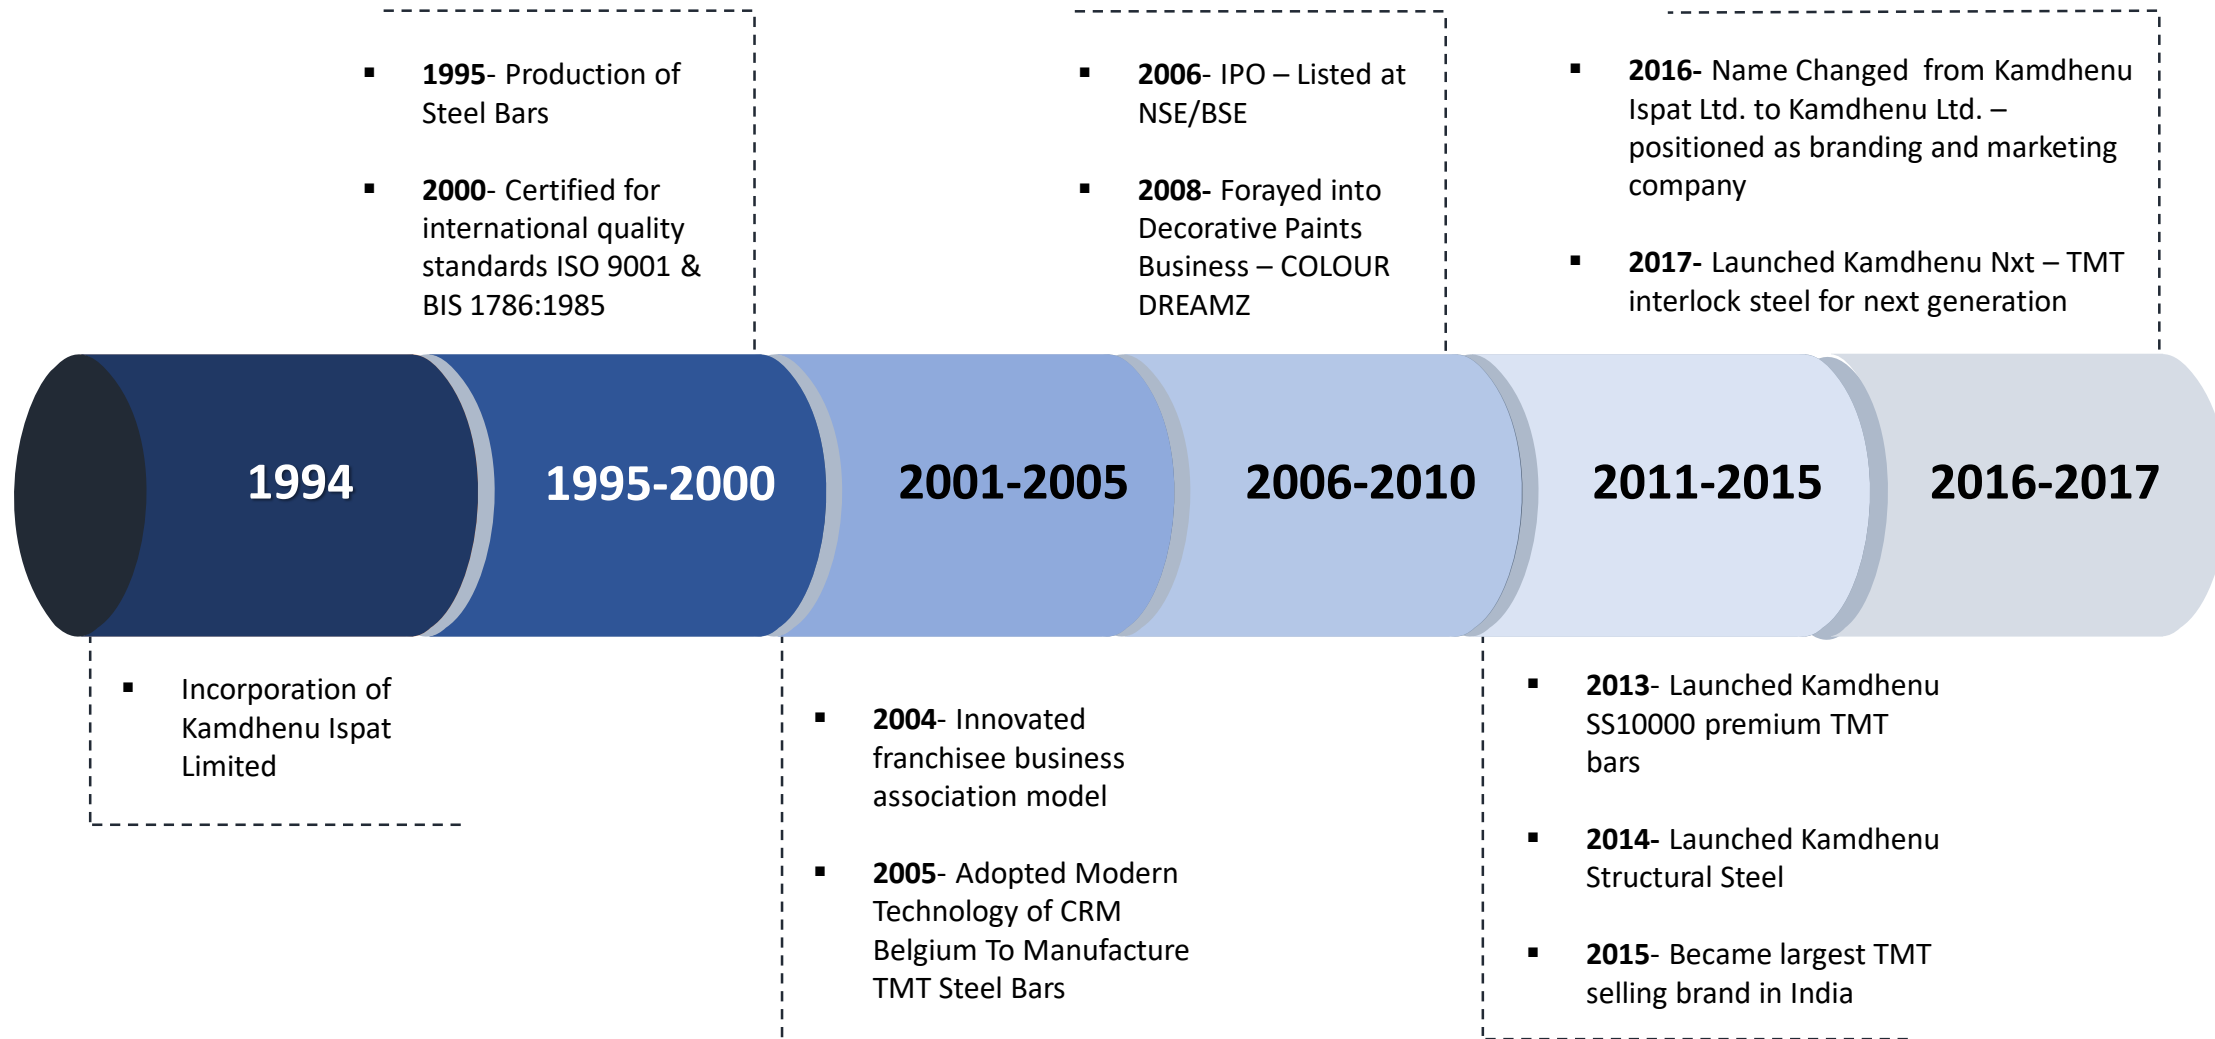 ▪ 1995- Production of
Steel Bars
▪ 2000- Certified for
international quality
standards ISO 9001 &
BIS 1786:1985
▪ 2006- IPO – Listed at
NSE/BSE
▪ 2008- Forayed into
Decorative Paints
Business – COLOUR
DREAMZ
▪ 2016- Name Changed from Kamdhenu
Ispat Ltd. to Kamdhenu Ltd. –
positioned as branding and marketing
company
▪ 2017- Launched Kamdhenu Nxt – TMT
interlock steel for next generation
1994
1995-2000
2001-2005
2006-2010
2011-2015
2016-2017
▪ Incorporation of
Kamdhenu Ispat
Limited
▪ 2004- Innovated
franchisee business
association model
▪ 2005- Adopted Modern
Technology of CRM
Belgium To Manufacture
TMT Steel Bars
▪ 2013- Launched Kamdhenu
SS10000 premium TMT
bars
▪ 2014- Launched Kamdhenu
Structural Steel
▪ 2015- Became largest TMT
selling brand in India